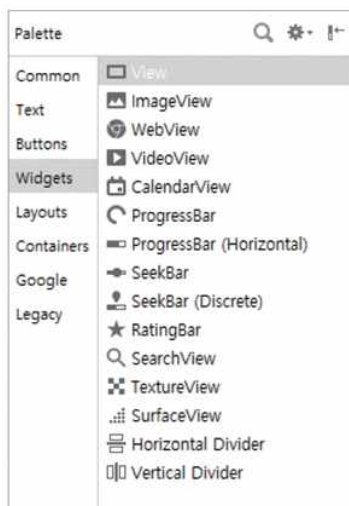 Palette
Common
Text
Buttons
Widgets
Layouts
Containers
Google
Legacy
View
ImageView
WebView
VideoView
CalendarView
ProgressBar
ProgressBar (Horizontal)
SeekBar
SeekBar (Discrete)
RatingBar
SearchView
TextureView
SurfaceView
Horizontal Divider
Vertical Divider